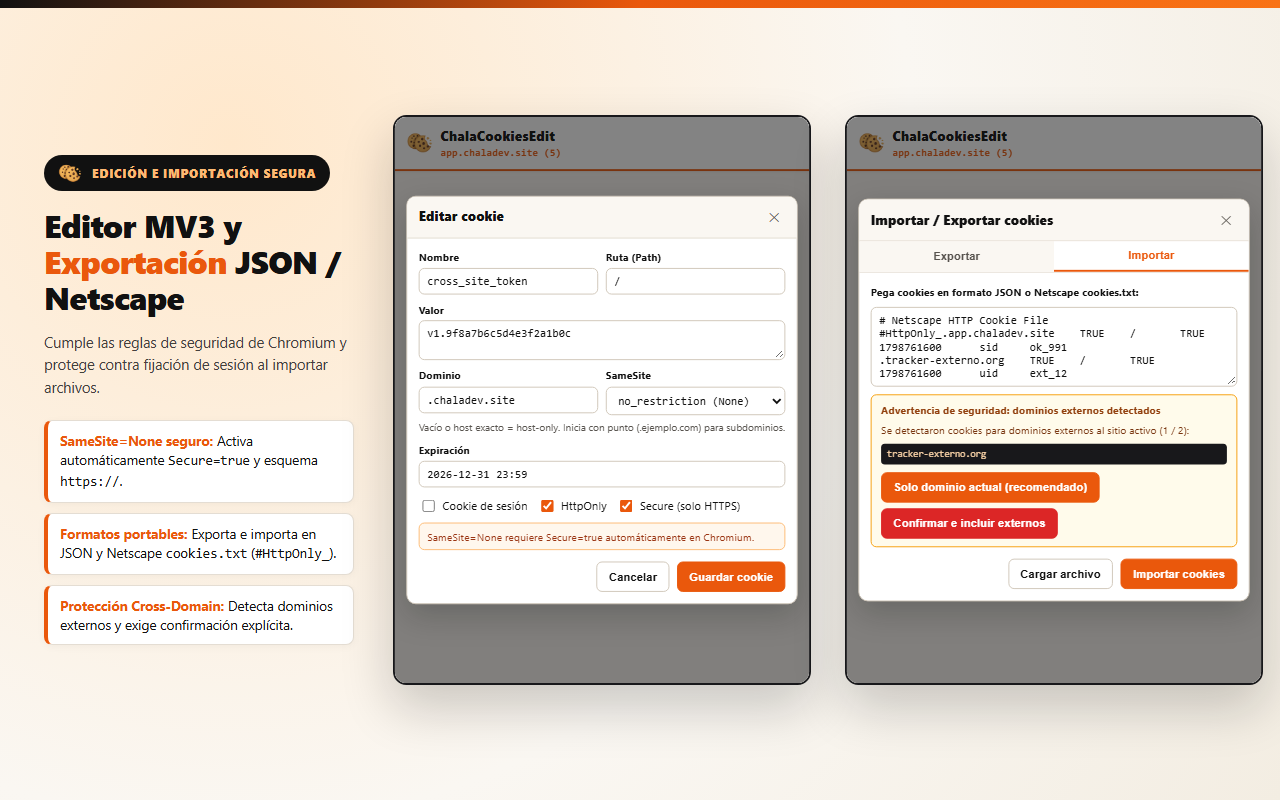 EDICIÓN E IMPORTACIÓN SEGURA
Editor MV3 y
Exportación JSON /
Netscape
Cumple las reglas de seguridad de Chromium y
protege contra fijación de sesión al importar
archivos.
SameSite=None seguro: Activa
automáticamente Secure=true y esquema
https://.
Formatos portables: Exporta e importa en
JSON y Netscape cookies.txt (#HttpOnly_).
Protección Cross-Domain: Detecta dominios
externos y exige confirmación explícita.
ChalaCookiesEdit
app.chaladev.site (5)
Editar cookie
Nombre Ruta (Path)
cross_site_token /
Valor
v1.9f8a7b6c5d4e3f2a1b0c
Dominio SameSite
.chaladev.site no_restriction (None)
Vacío o host exacto = host-only. Inicia con punto (.ejemplo.com) para subdominios.
Expiración
2026-12-31 23:59
Cookie de sesión HttpOnly Secure (solo HTTPS)
SameSite=None requiere Secure=true automáticamente en Chromium.
Cancelar Guardar cookie
ChalaCookiesEdit
app.chaladev.site (5)
Importar / Exportar cookies
Exportar Importar
Pega cookies en formato JSON o Netscape cookies.txt:
# Netscape HTTP Cookie File
#HttpOnly_.app.chaladev.site TRUE / TRUE
1798761600 sid ok_991
.tracker-externo.org TRUE / TRUE
1798761600 uid ext_12
Advertencia de seguridad: dominios externos detectados
Se detectaron cookies para dominios externos al sitio activo (1 / 2):
tracker-externo.org
Solo dominio actual (recomendado)
Confirmar e incluir externos
Cargar archivo Importar cookies